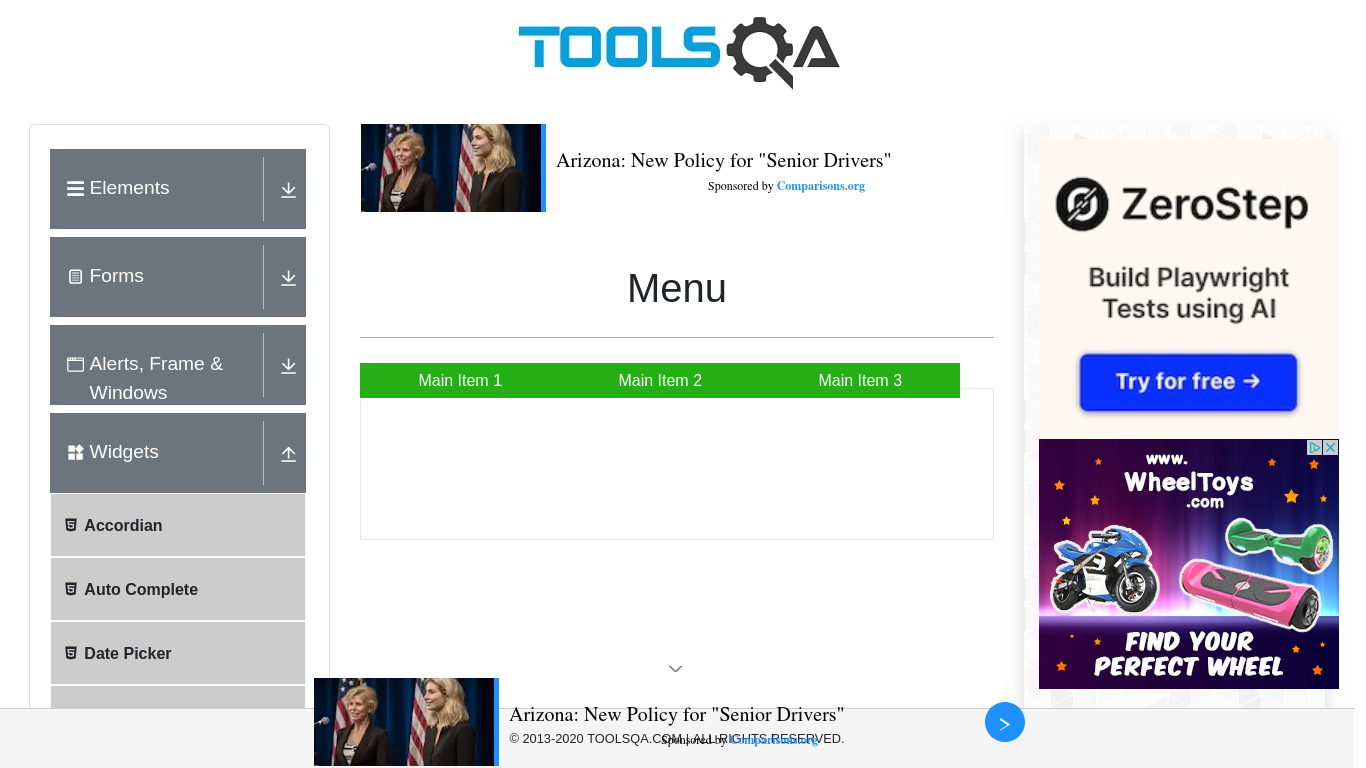 TOOLSQA
Elements
Forms
Alerts, Frame &
Windows
Widgets
Accordian
Auto Complete
Date Picker
Arizona: New Policy for "Senior Drivers"
Sponsored by Comparisons.org
Menu
Main Item 1
Main Item 2
Main Item 3
ZeroStep
Build Playwright
Tests using AI
Try for free →
www.
WheelToys
.com
FIND YOUR
PERFECT WHEEL
Arizona: New Policy for "Senior Drivers"
© 2013-2020 TOOLSQA.COM | ALL RIGHTS RESERVED.
Sponsored by Comparisons.org